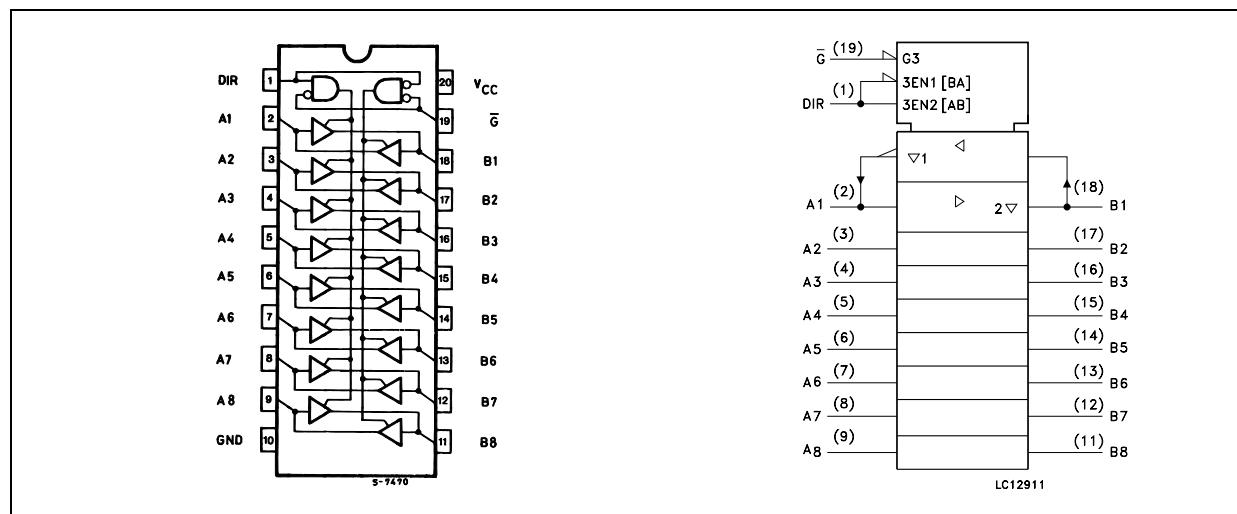 DIR 1 20 VCC
A1 2 19 G̅
A2 3 18 B1
A3 4 17 B2
A4 5 16 B3
A5 6 15 B4
A6 7 14 B5
A7 8 13 B6
A8 9 12 B7
GND 10 11 B8
S-7470
G̅ (19) G3
3EN1 [BA]
DIR (1) 3EN2 [AB]
▽1 ◁
A1 (2) ▷ 2▽ (18) B1
A2 (3) (17) B2
A3 (4) (16) B3
A4 (5) (15) B4
A5 (6) (14) B5
A6 (7) (13) B6
A7 (8) (12) B7
A8 (9) (11) B8
LC12911